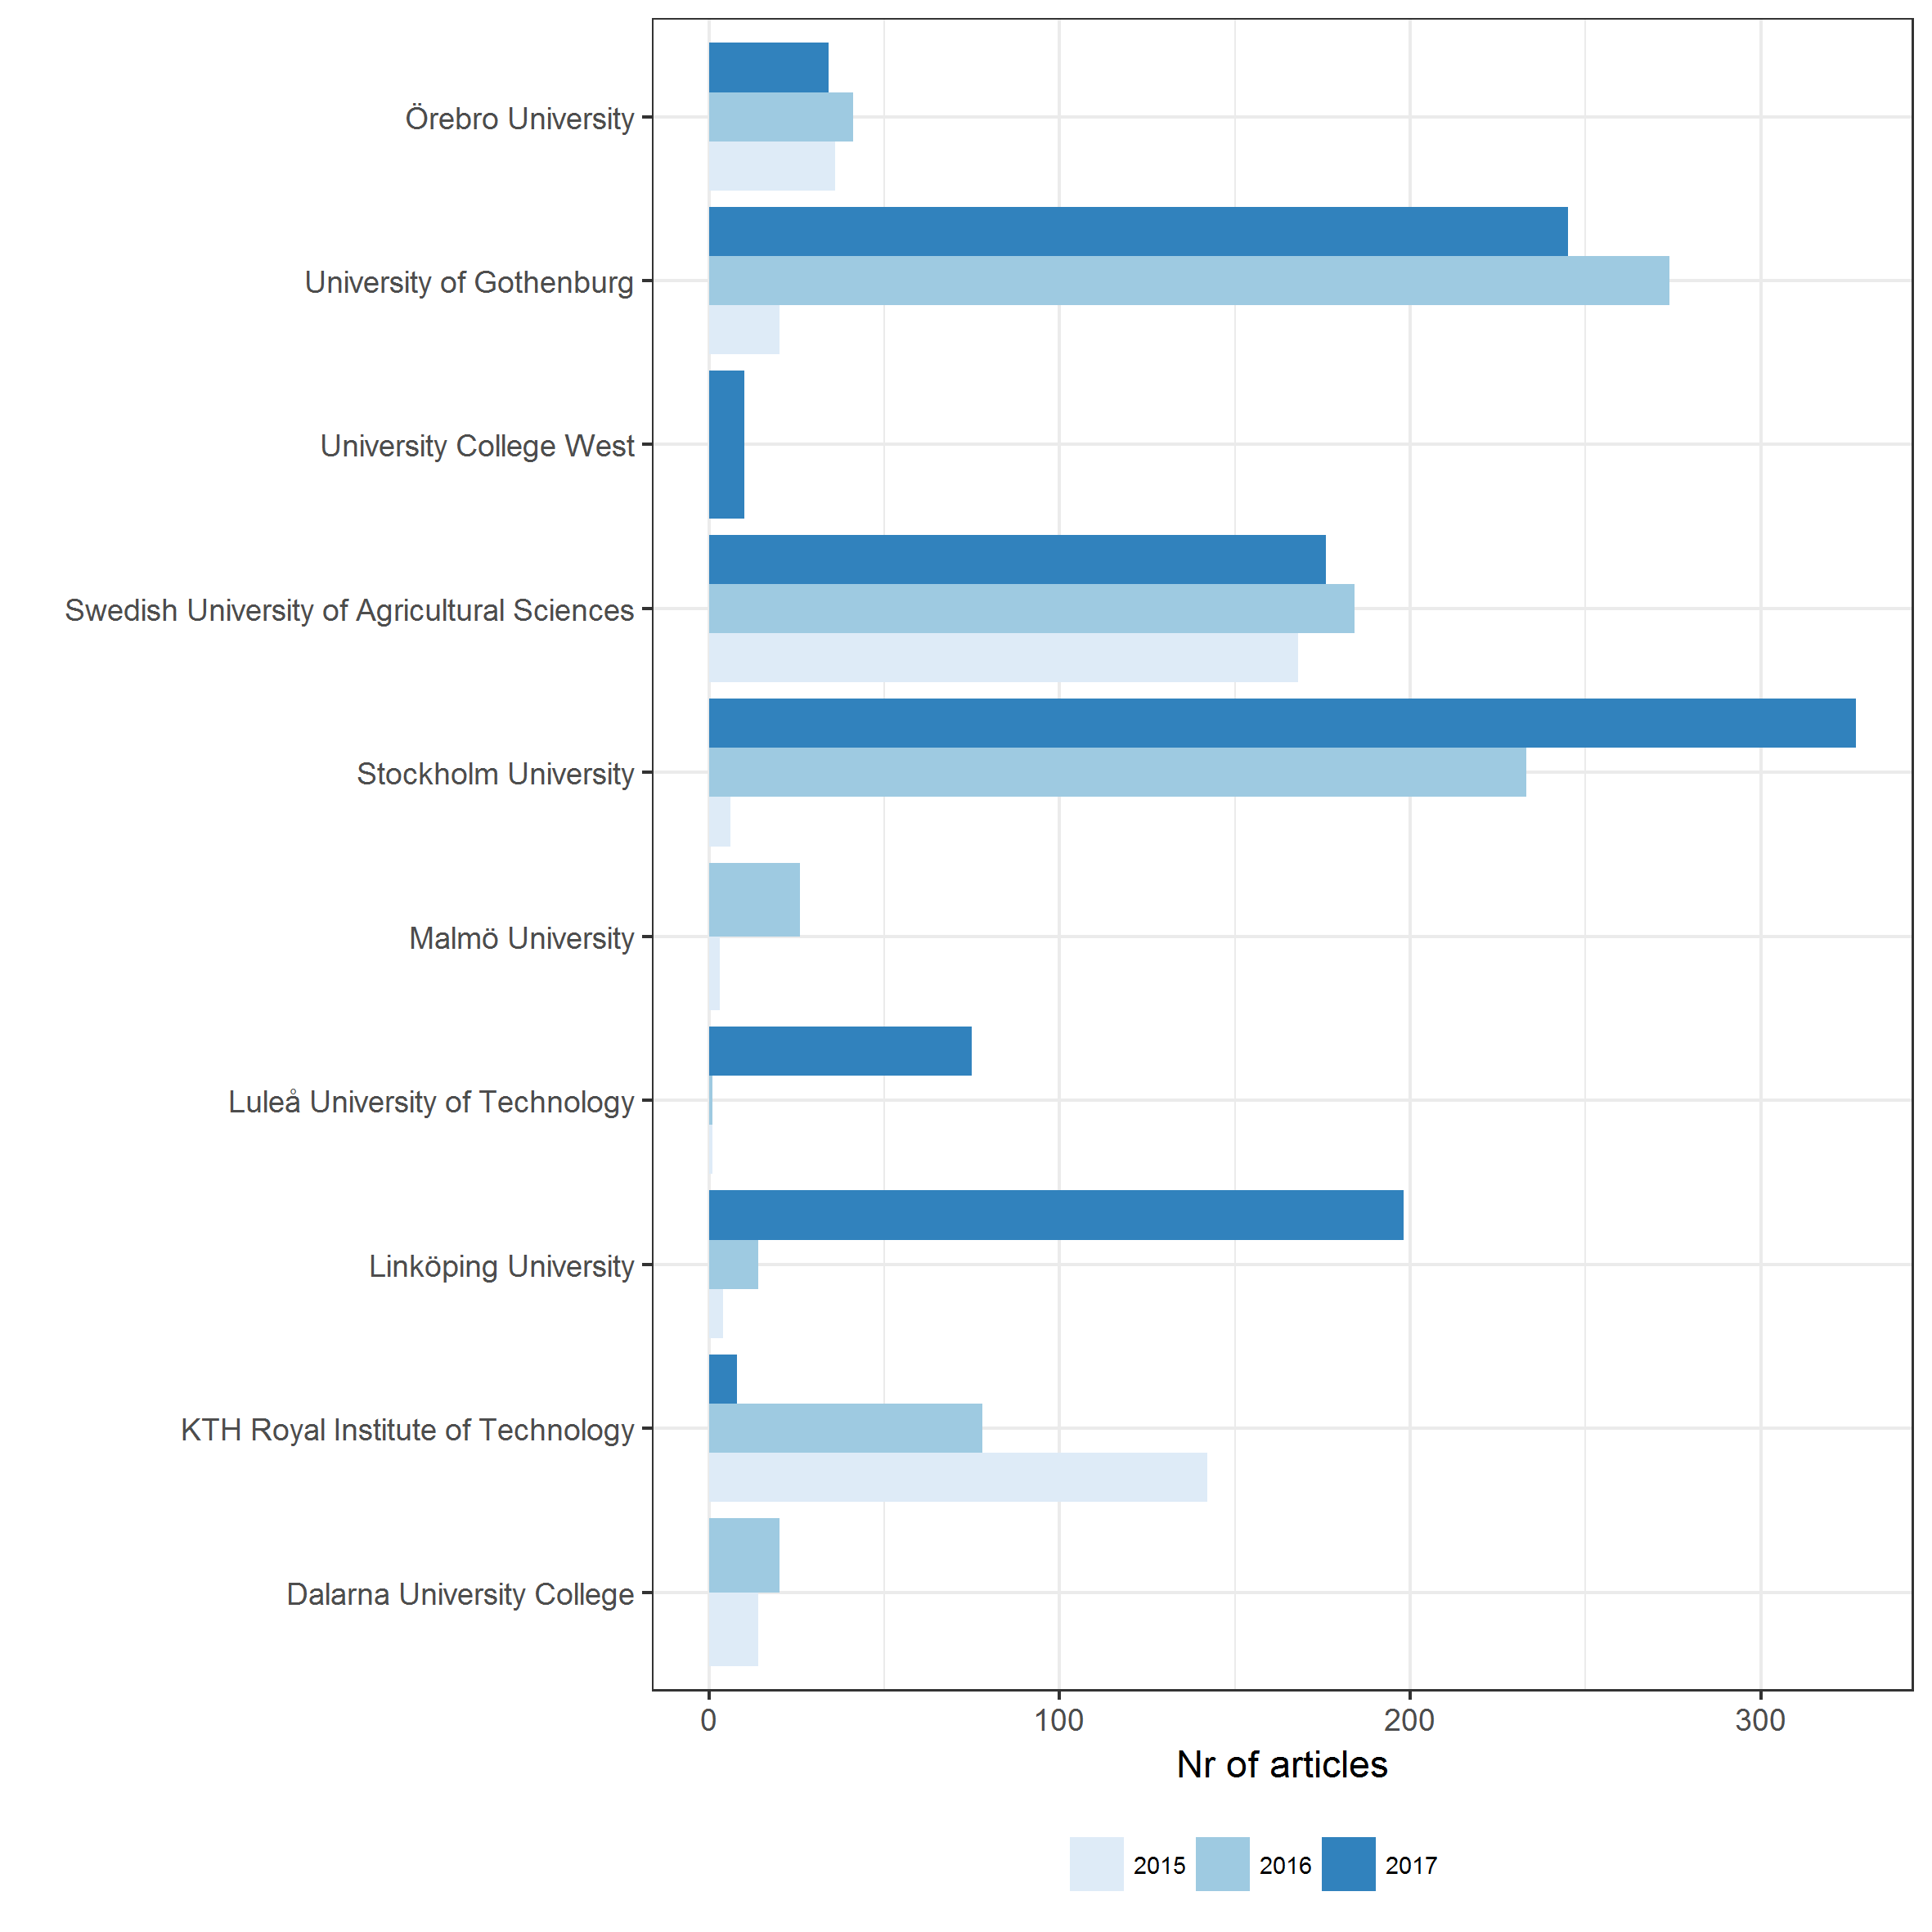 Örebro University
University of Gothenburg
University College West
Swedish University of Agricultural Sciences
Stockholm University
Malmö University
Luleå University of Technology
Linköping University
KTH Royal Institute of Technology
Dalarna University College
0 100 200 300
Nr of articles
2015 2016 2017